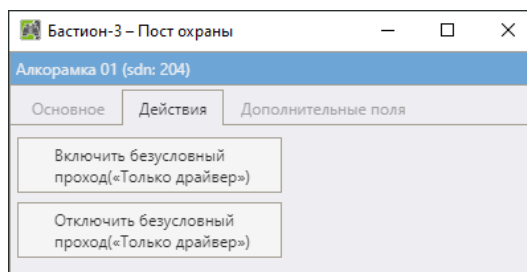 Бастион-3 – Пост охраны
Алкорамка 01 (sdn: 204)
Основное Действия Дополнительные поля
Включить безусловный
проход(«Только драйвер»)
Отключить безусловный
проход(«Только драйвер»)